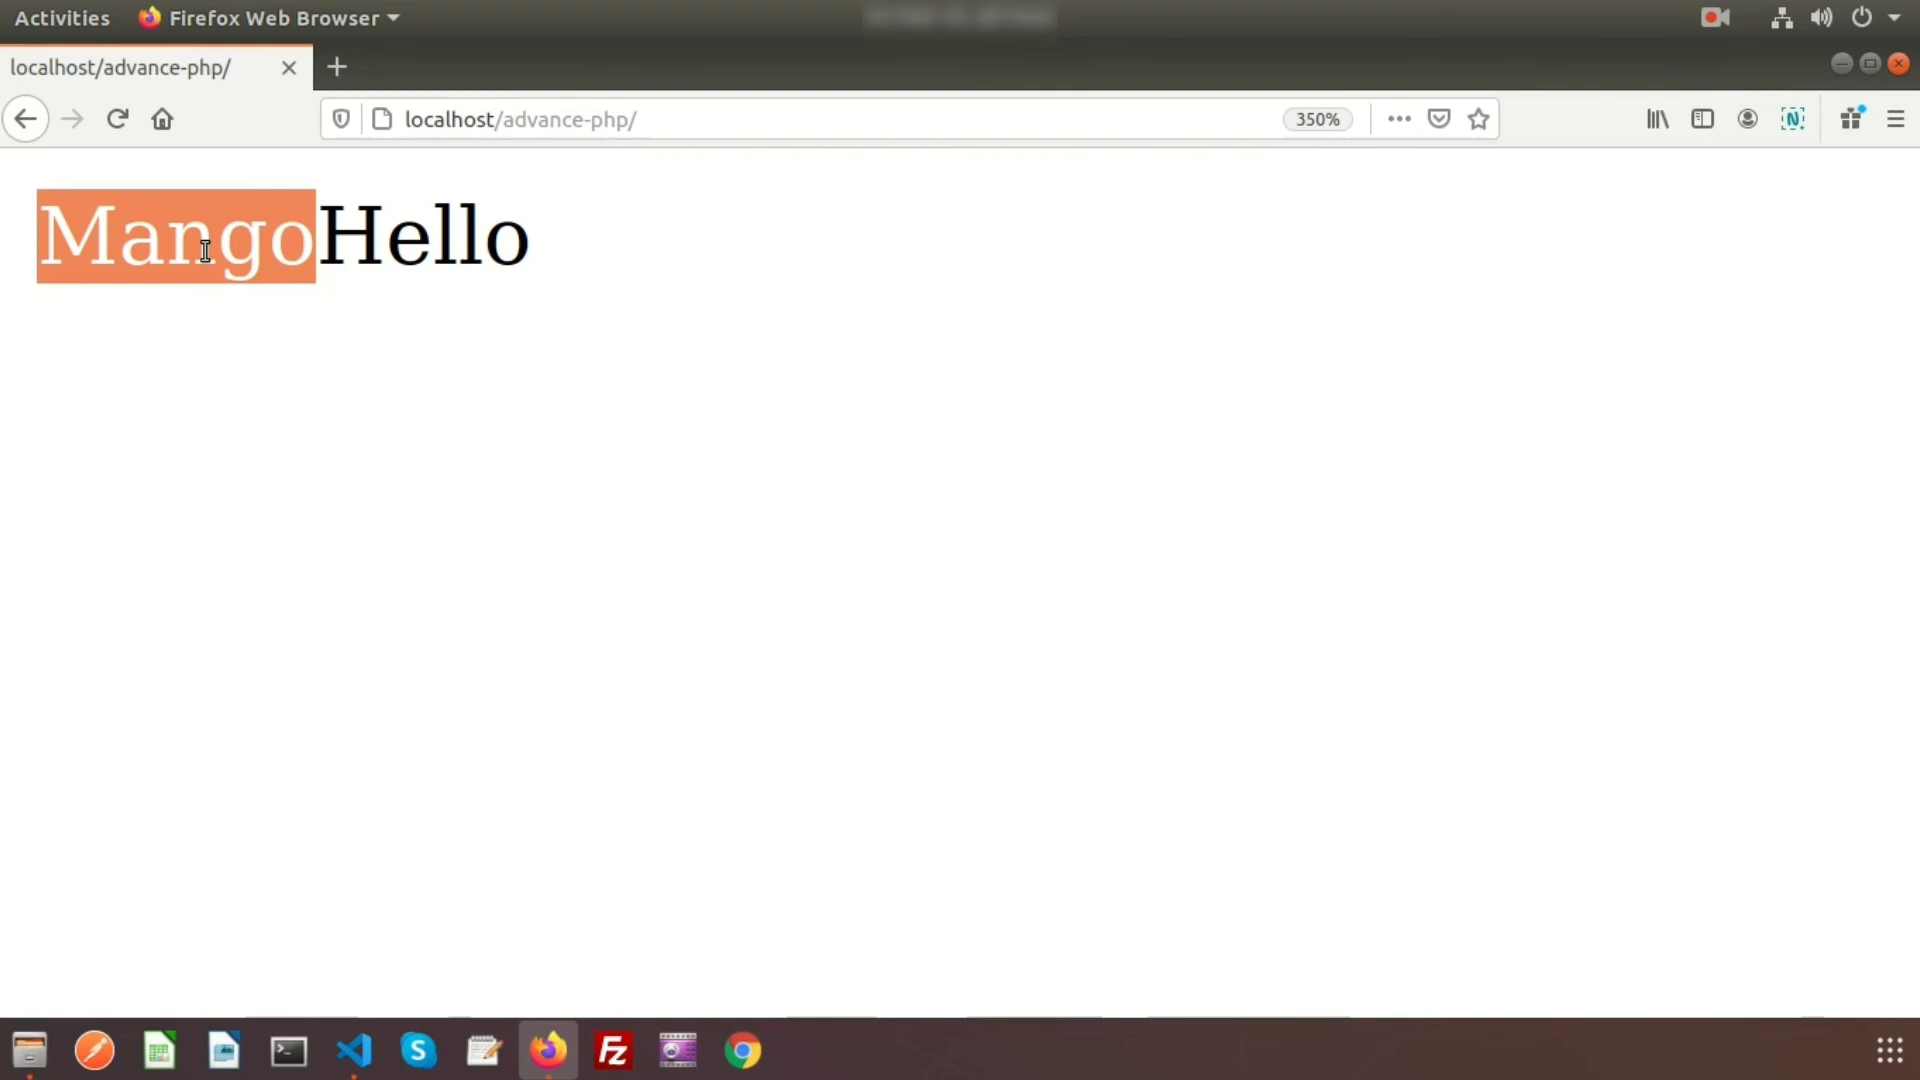 Activities Firefox Web Browser
localhost/advance-php/
localhost/advance-php/ 350%
MangoHello